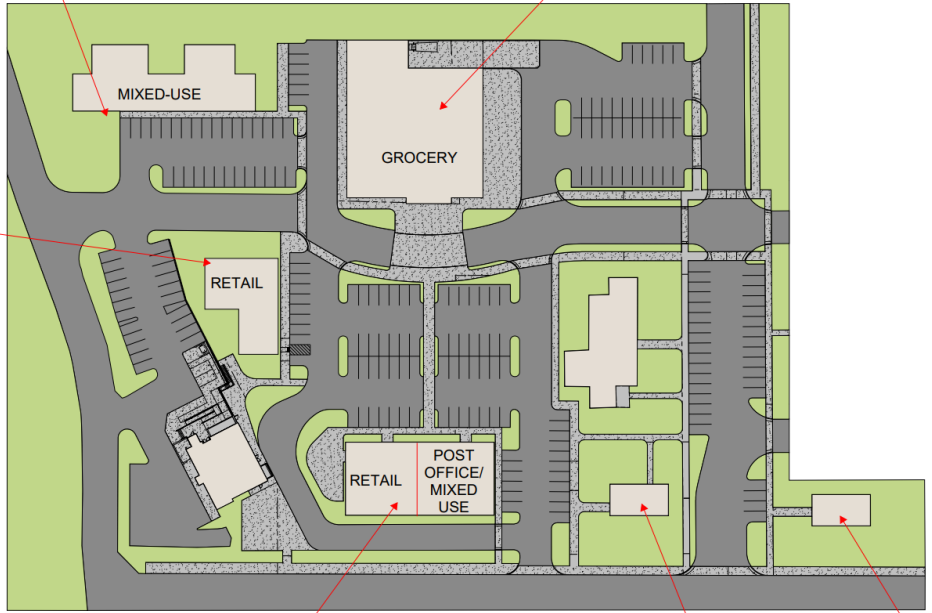 MIXED-USE
GROCERY
RETAIL
RETAIL
POST
OFFICE/
MIXED
USE